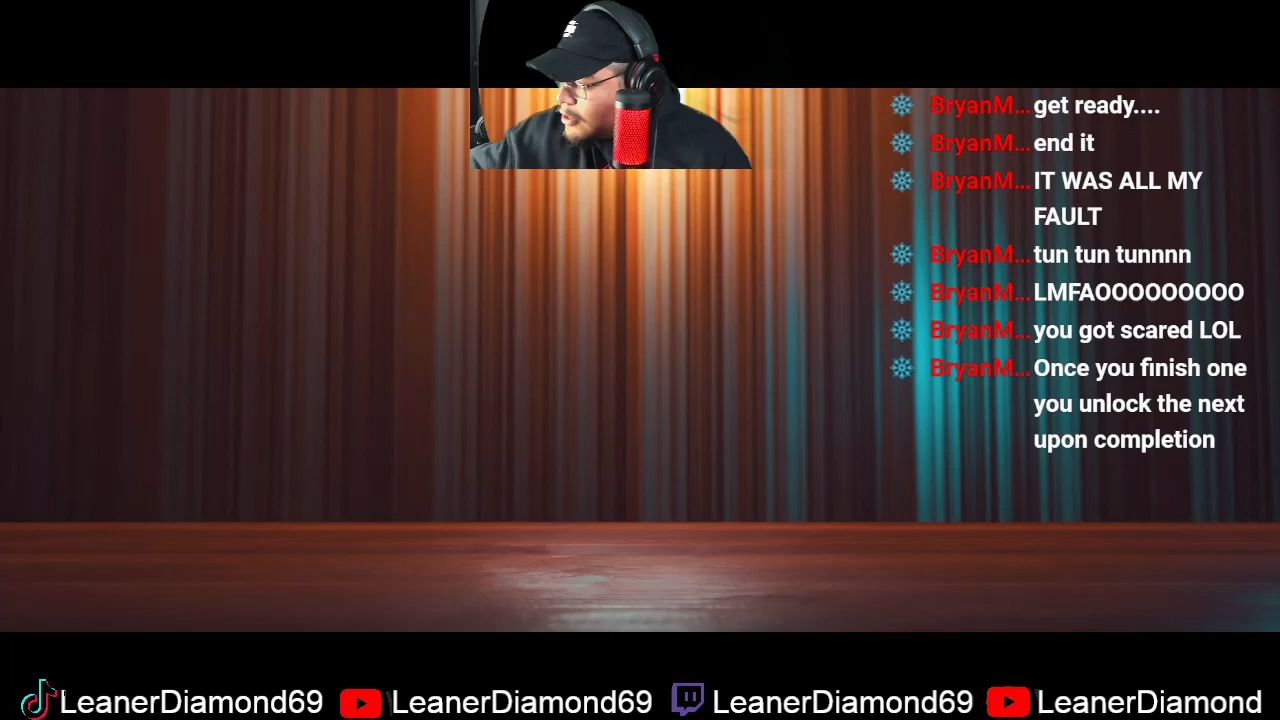 BryanM... get ready....
BryanM... end it
BryanM... IT WAS ALL MY
FAULT
BryanM... tun tun tunnnn
BryanM... LMFAOOOOOOOOO
BryanM... you got scared LOL
BryanM... Once you finish one
you unlock the next
upon completion
LeanerDiamond69 LeanerDiamond69 LeanerDiamond69 LeanerDiamond